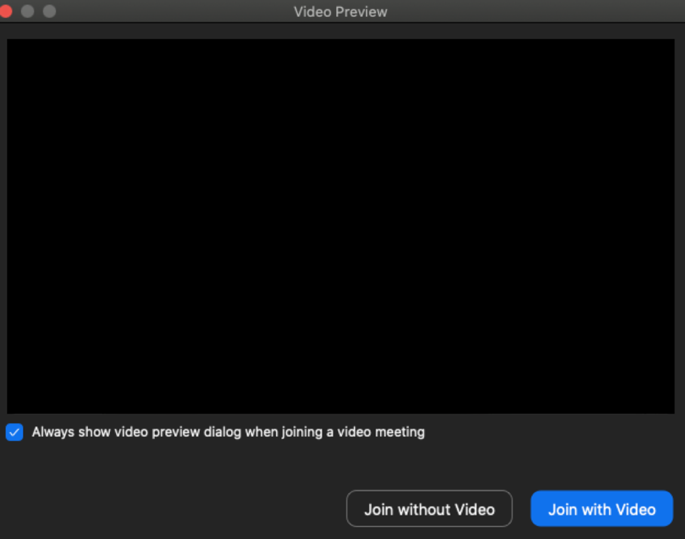 Video Preview
Always show video preview dialog when joining a video meeting
Join without Video
Join with Video